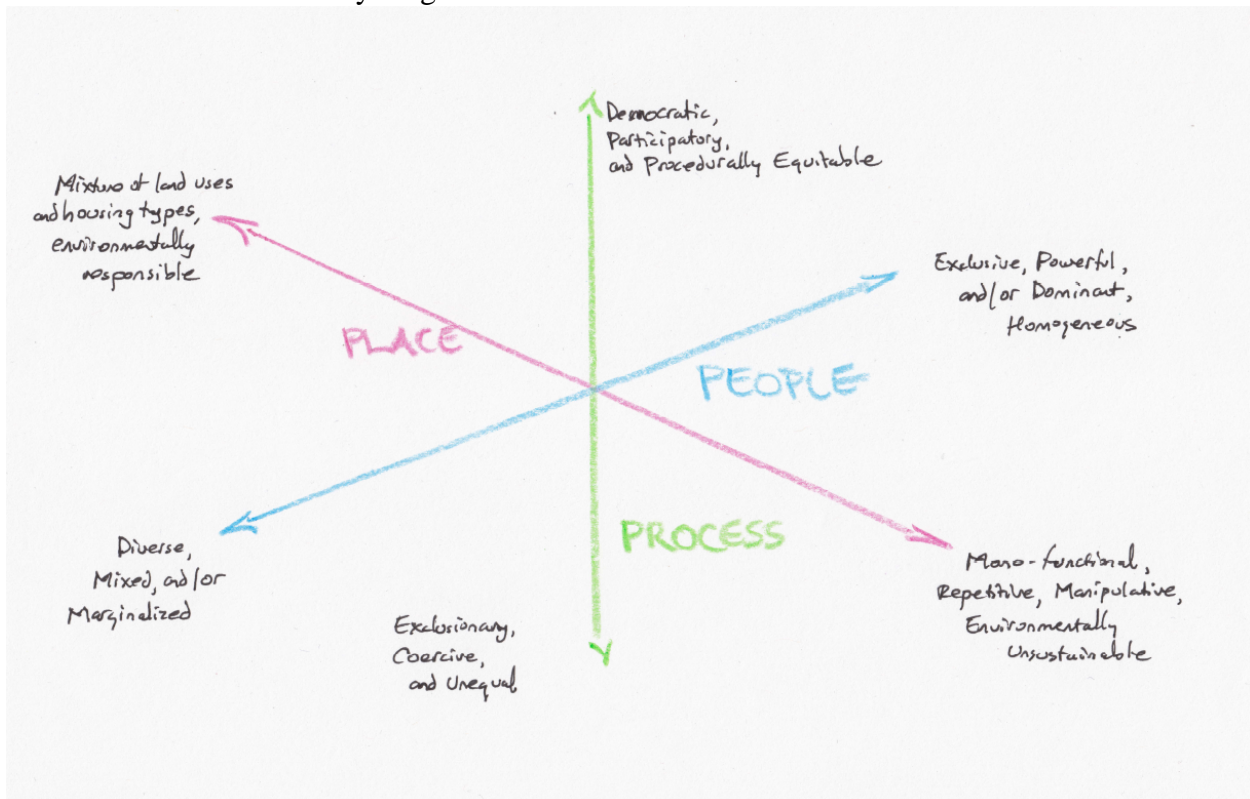 Democratic,
Participatory,
and Procedurally Equitable
Mixture of land uses
and housing types,
environmentally
responsible
Exclusive, Powerful,
and/or Dominant,
Homogeneous
PLACE
PEOPLE
PROCESS
Diverse,
Mixed, and/or
Marginalized
Exclusionary,
Coercive,
and Unequal
Mono-functional,
Repetitive, Manipulative,
Environmentally
Unsustainable